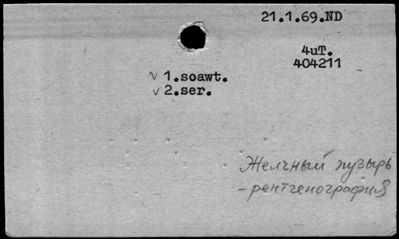 21.1.69.ND
4uT.
404211
✓ 1.soawt.
✓ 2.ser.
Желчный пузырь
- рентгенография